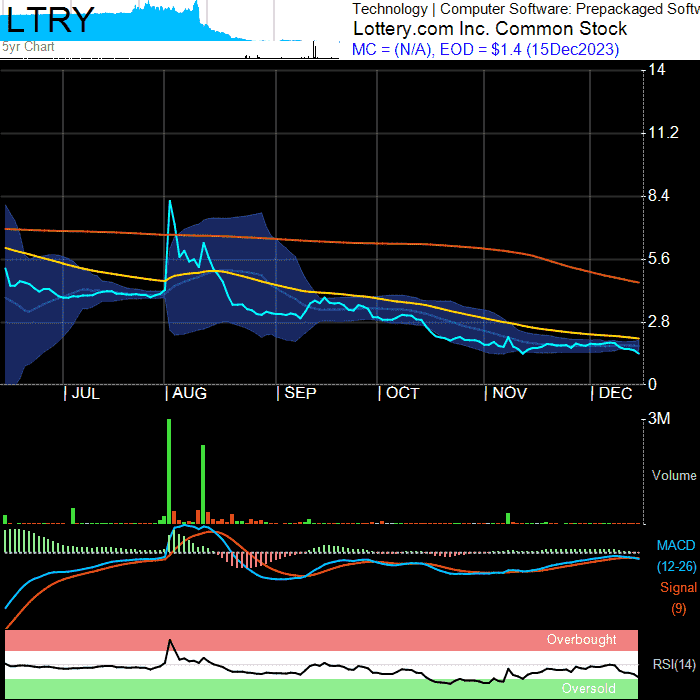 LTRY
5yr Chart
Technology | Computer Software: Prepackaged Softw
Lottery.com Inc. Common Stock
MC = (N/A), EOD = $1.4 (15Dec2023)
14
11.2
8.4
5.6
2.8
0
| JUL | AUG | SEP | OCT | NOV | DEC
3M
Volume
MACD
(12-26)
Signal
(9)
Overbought
RSI(14)
Oversold